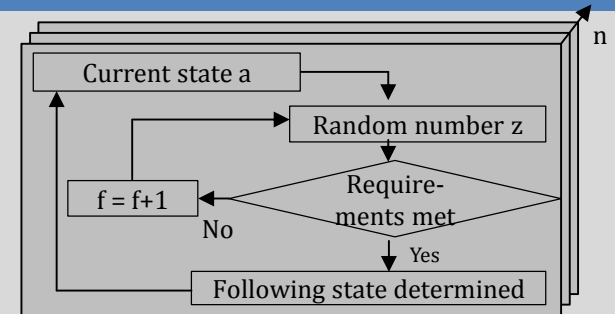 n
Current state a
Random number z
Require-
ments met
f = f+1
No
Yes
Following state determined